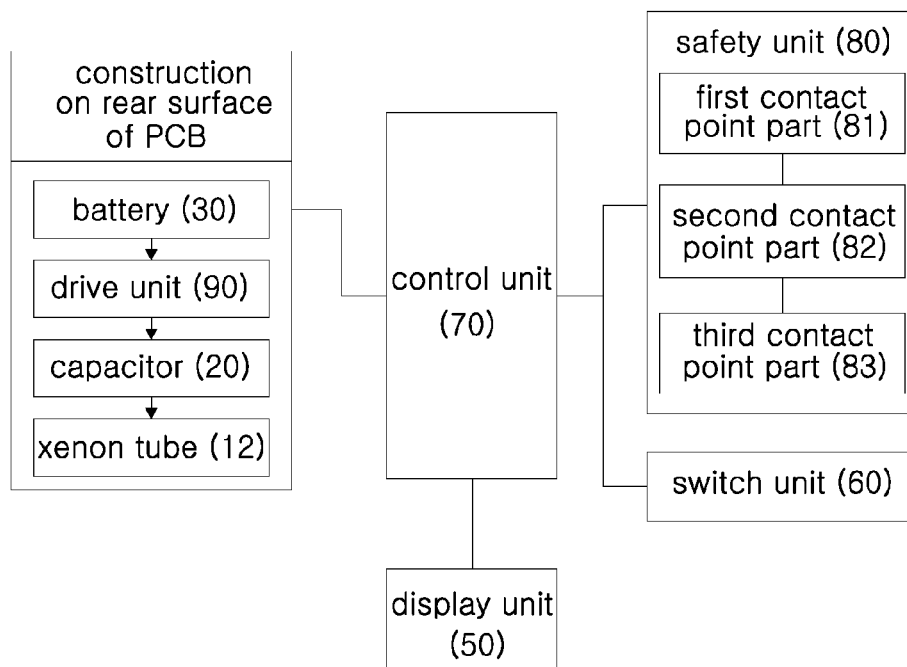 construction
on rear surface
of PCB
battery (30)
drive unit (90)
capacitor (20)
xenon tube (12)
control unit
(70)
display unit
(50)
safety unit (80)
first contact
point part (81)
second contact
point part (82)
third contact
point part (83)
switch unit (60)